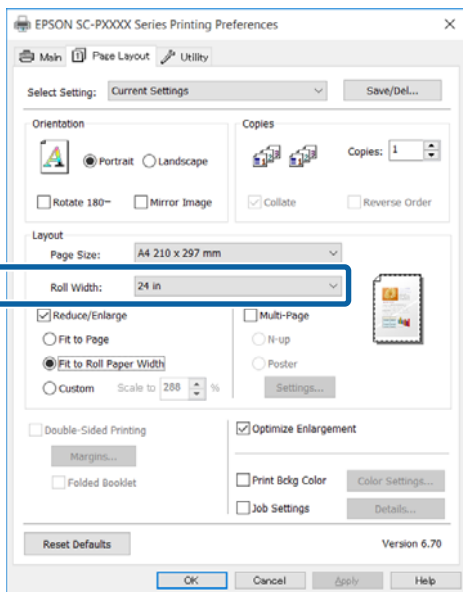 EPSON SC-PXXXX Series Printing Preferences
Main Page Layout Utility
Select Setting: Current Settings Save/Del...
Orientation Copies
A Portrait Landscape Copies: 1
Rotate 180° Mirror Image Collate Reverse Order
Layout
Page Size: A4 210 x 297 mm
Roll Width: 24 in
Reduce/Enlarge Multi-Page
Fit to Page N-up
Fit to Roll Paper Width Poster
Custom Scale to 288 % Settings...
Double-Sided Printing Optimize Enlargement
Margins...
Folded Booklet Print Bckg Color Color Settings...
Job Settings Details...
Reset Defaults Version 6.70
OK Cancel Apply Help